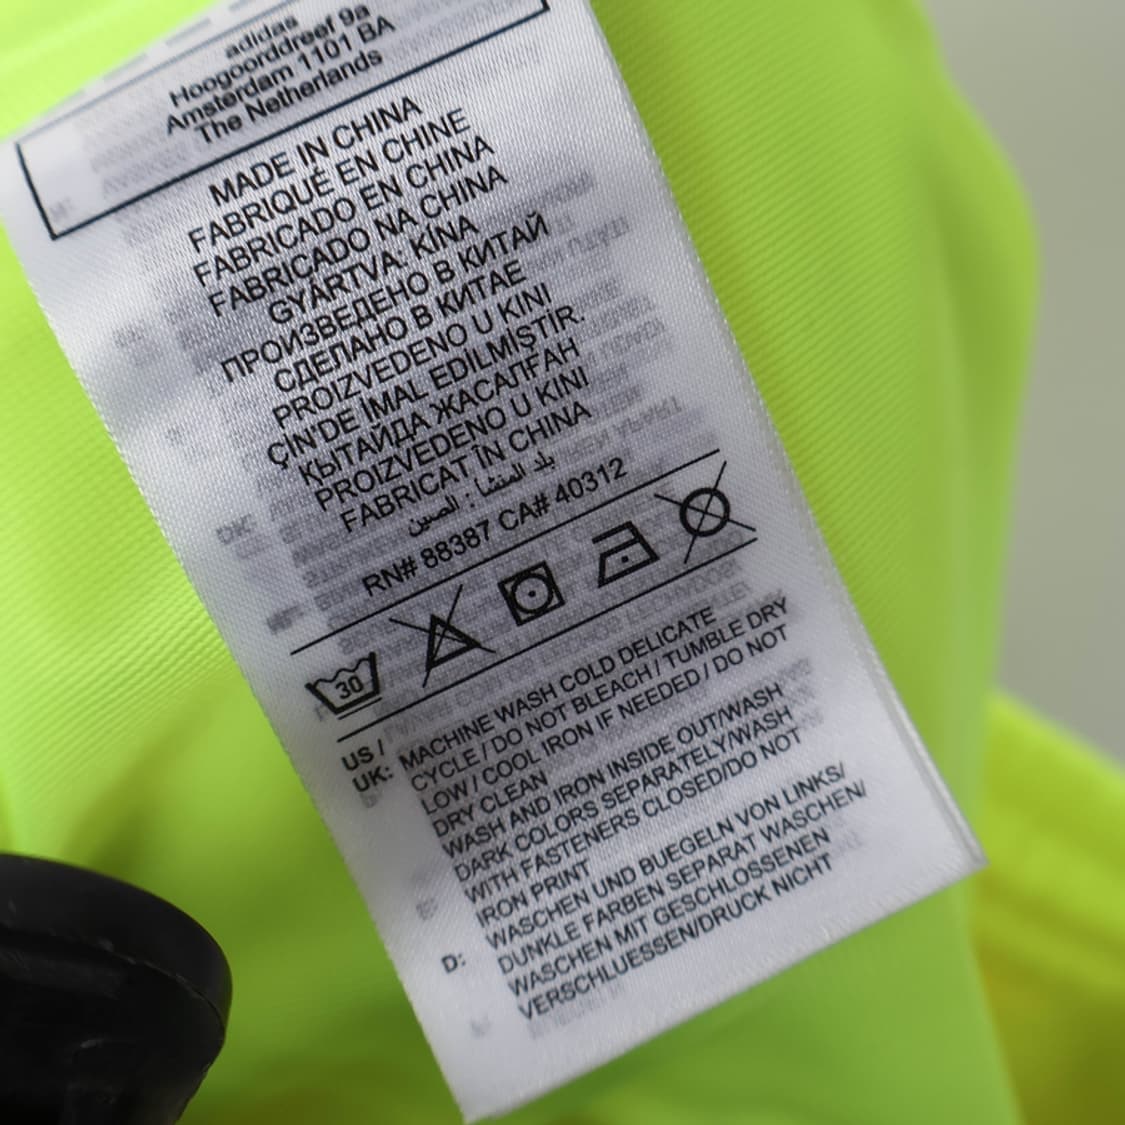 adidas
Hoogoorddreef 9a
Amsterdam 1101 BA
The Netherlands
MADE IN CHINA
FABRIQUÉ EN CHINE
FABRICADO EN CHINA
FABRICADO NA CHINA
GYÁRTVA: KÍNA
ПРОИЗВЕДЕНО В КИТАЙ
СДЕЛАНО В КИТАЕ
PROIZVEDENO U KINI
ÇİN'DE İMAL EDİLMİŞTİR.
ҚЫТАЙДА ЖАСАЛҒАН
PROIZVEDENO U KINI
FABRICAT ÎN CHINA
بلد المنشأ : الصين
RN# 88387 CA# 40312
30
US / MACHINE WASH COLD DELICATE
UK: CYCLE / DO NOT BLEACH / TUMBLE DRY
LOW / COOL IRON IF NEEDED / DO NOT
DRY CLEAN
WASH AND IRON INSIDE OUT/WASH
DARK COLORS SEPARATELY/WASH
WITH FASTENERS CLOSED/DO NOT
IRON PRINT
D: WASCHEN UND BUEGELN VON LINKS/
DUNKLE FARBEN SEPARAT WASCHEN/
WASCHEN MIT GESCHLOSSENEN
VERSCHLUESSEN/DRUCK NICHT